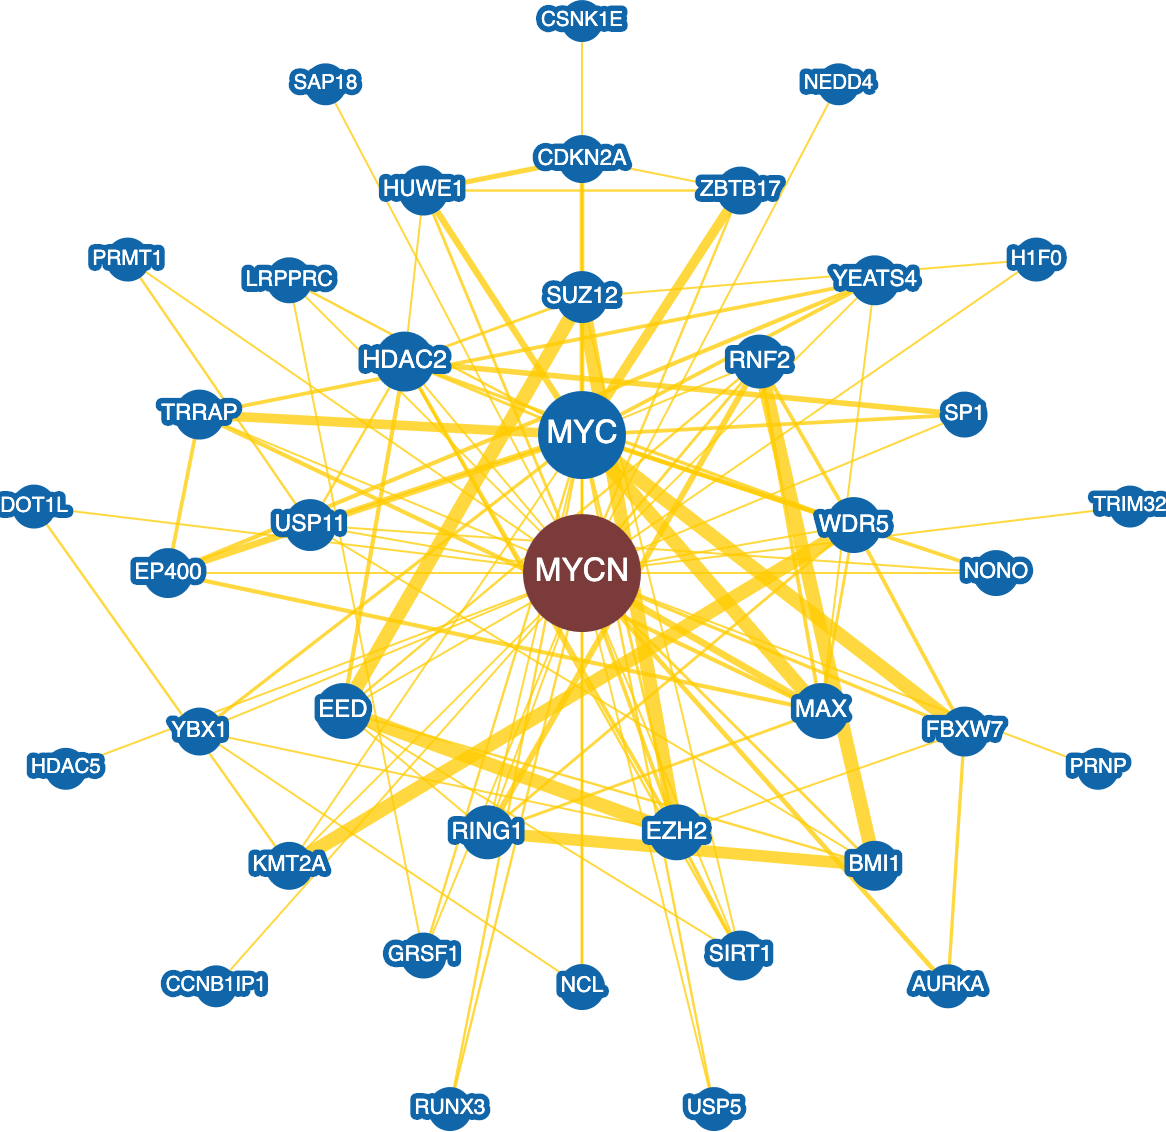 CSNK1E
SAP18
NEDD4
CDKN2A
HUWE1
ZBTB17
PRMT1
H1F0
LRPPRC
YEATS4
SUZ12
HDAC2
RNF2
TRRAP
SP1
MYC
DOT1L
TRIM32
USP11
WDR5
EP400
MYCN
NONO
EED
MAX
YBX1
FBXW7
HDAC5
PRNP
RING1
EZH2
KMT2A
BMI1
GRSF1
SIRT1
CCNB1IP1
NCL
AURKA
RUNX3
USP5